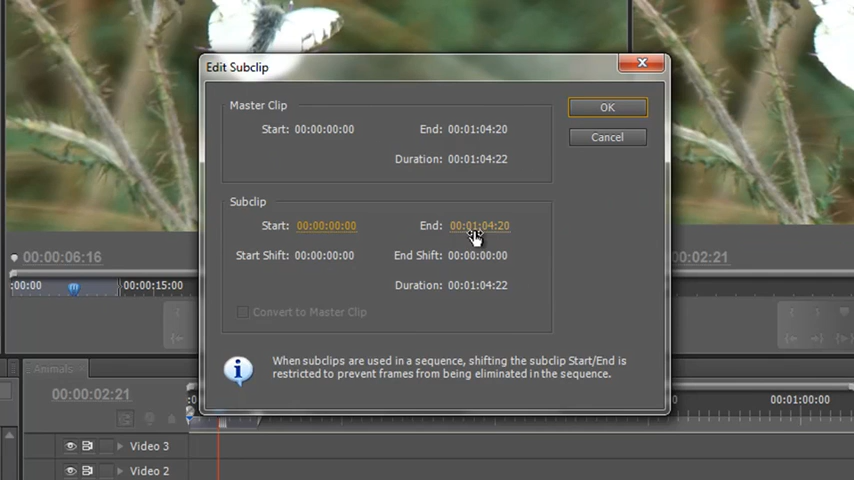 Edit Subclip
Master Clip
Start: 00:00:00:00 End: 00:01:04:20
Duration: 00:01:04:22
OK
Cancel
Subclip
Start: 00:00:00:00 End: 00:01:04:20
Start Shift: 00:00:00:00 End Shift: 00:00:00:00
Duration: 00:01:04:22
Convert to Master Clip
When subclips are used in a sequence, shifting the subclip Start/End is
restricted to prevent frames from being eliminated in the sequence.
00:00:06:16
:02:21
:00:00 00:00:15:00
Animals
00:00:02:21
00:01:00:00
Video 3
Video 2